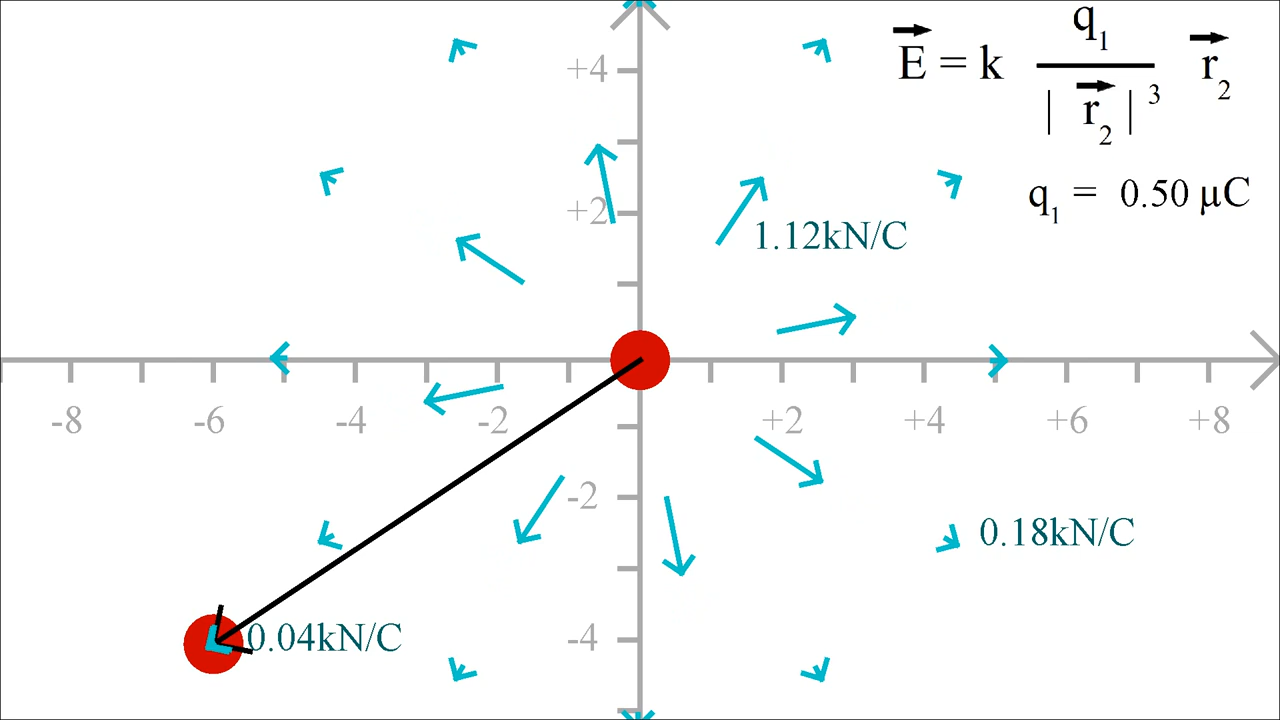 E = k q₁ / | r₂ |³ r₂
q₁ = 0.50 µC
+4
+2
1.12kN/C
-8 -6 -4 -2 +2 +4 +6 +8
-2
0.18kN/C
-4
0.04kN/C